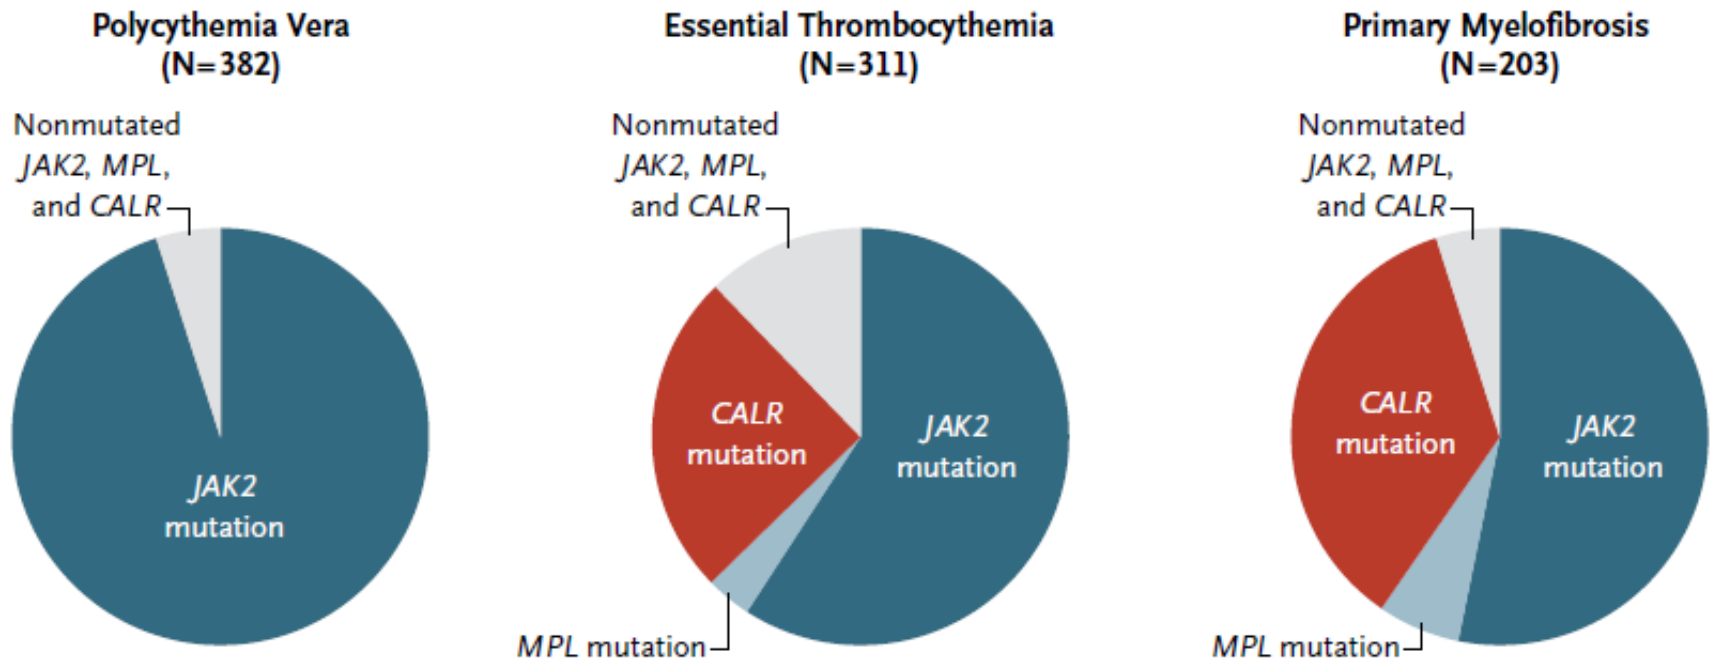 Polycythemia Vera
(N=382)
Nonmutated
JAK2, MPL,
and CALR
JAK2
mutation
Essential Thrombocythemia
(N=311)
Nonmutated
JAK2, MPL,
and CALR
CALR
mutation
JAK2
mutation
MPL mutation
Primary Myelofibrosis
(N=203)
Nonmutated
JAK2, MPL,
and CALR
CALR
mutation
JAK2
mutation
MPL mutation